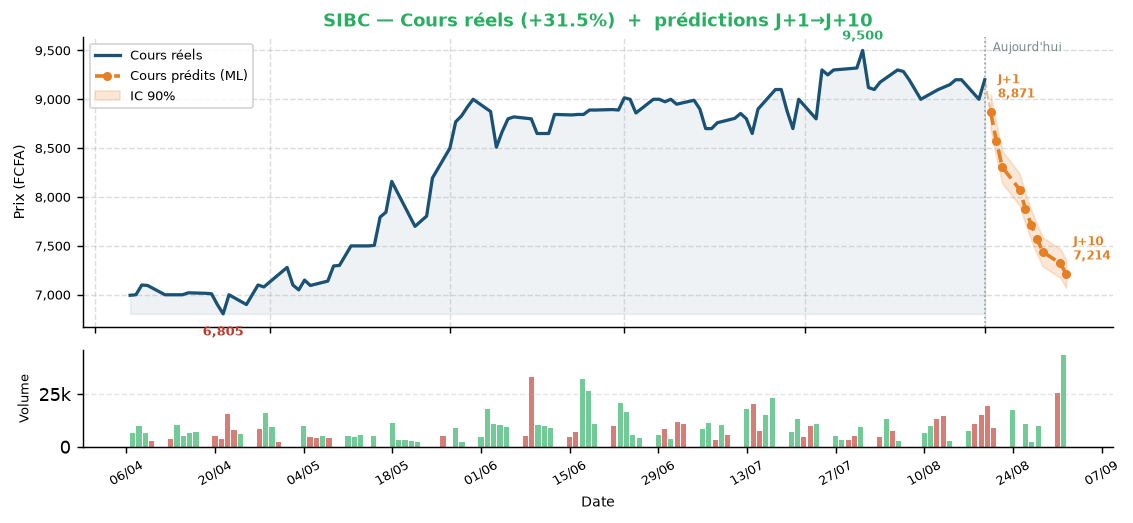 SIBC — Cours réels (+31.5%)  +  prédictions J+1→J+10
9,500
Aujourd'hui
Cours réels
Cours prédits (ML)
IC 90%
J+1
8,871
J+10
7,214
6,805
Prix (FCFA)
9,500
9,000
8,500
8,000
7,500
7,000
Volume
25k
0
06/04
20/04
04/05
18/05
01/06
15/06
29/06
13/07
27/07
10/08
24/08
07/09
Date